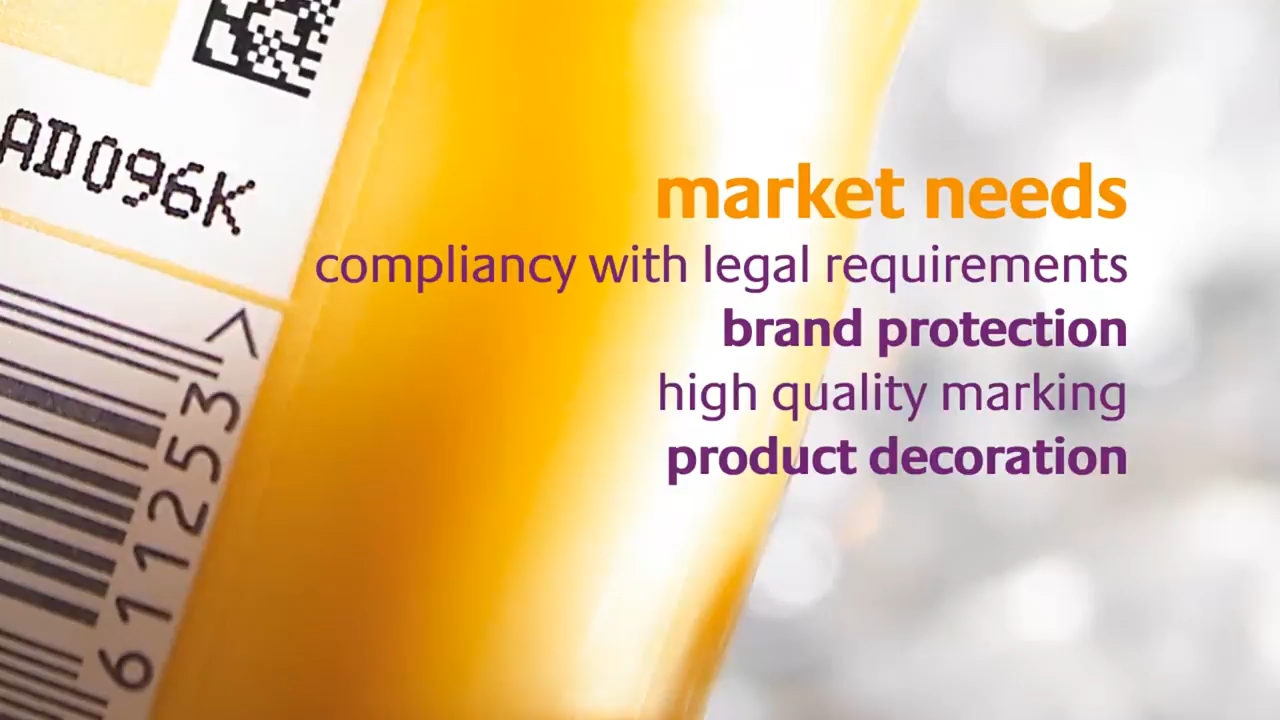 AD096K
market needs
compliancy with legal requirements
brand protection
high quality marking
product decoration
611253>